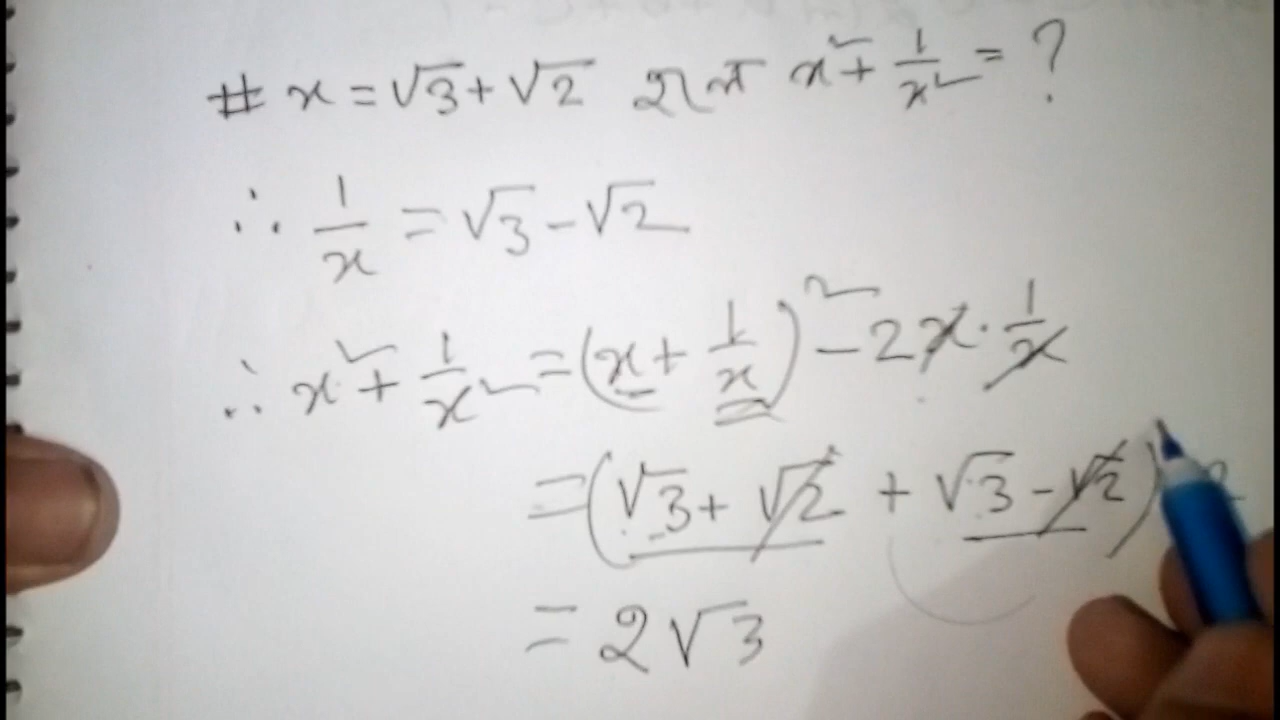 # x = √3 + √2 হলে x² + 1/x² = ?
∴ 1/x = √3 - √2
∴ x² + 1/x² = (x + 1/x)² - 2x · 1/x
= (√3 + √2 + √3 - √2) 2
= 2√3